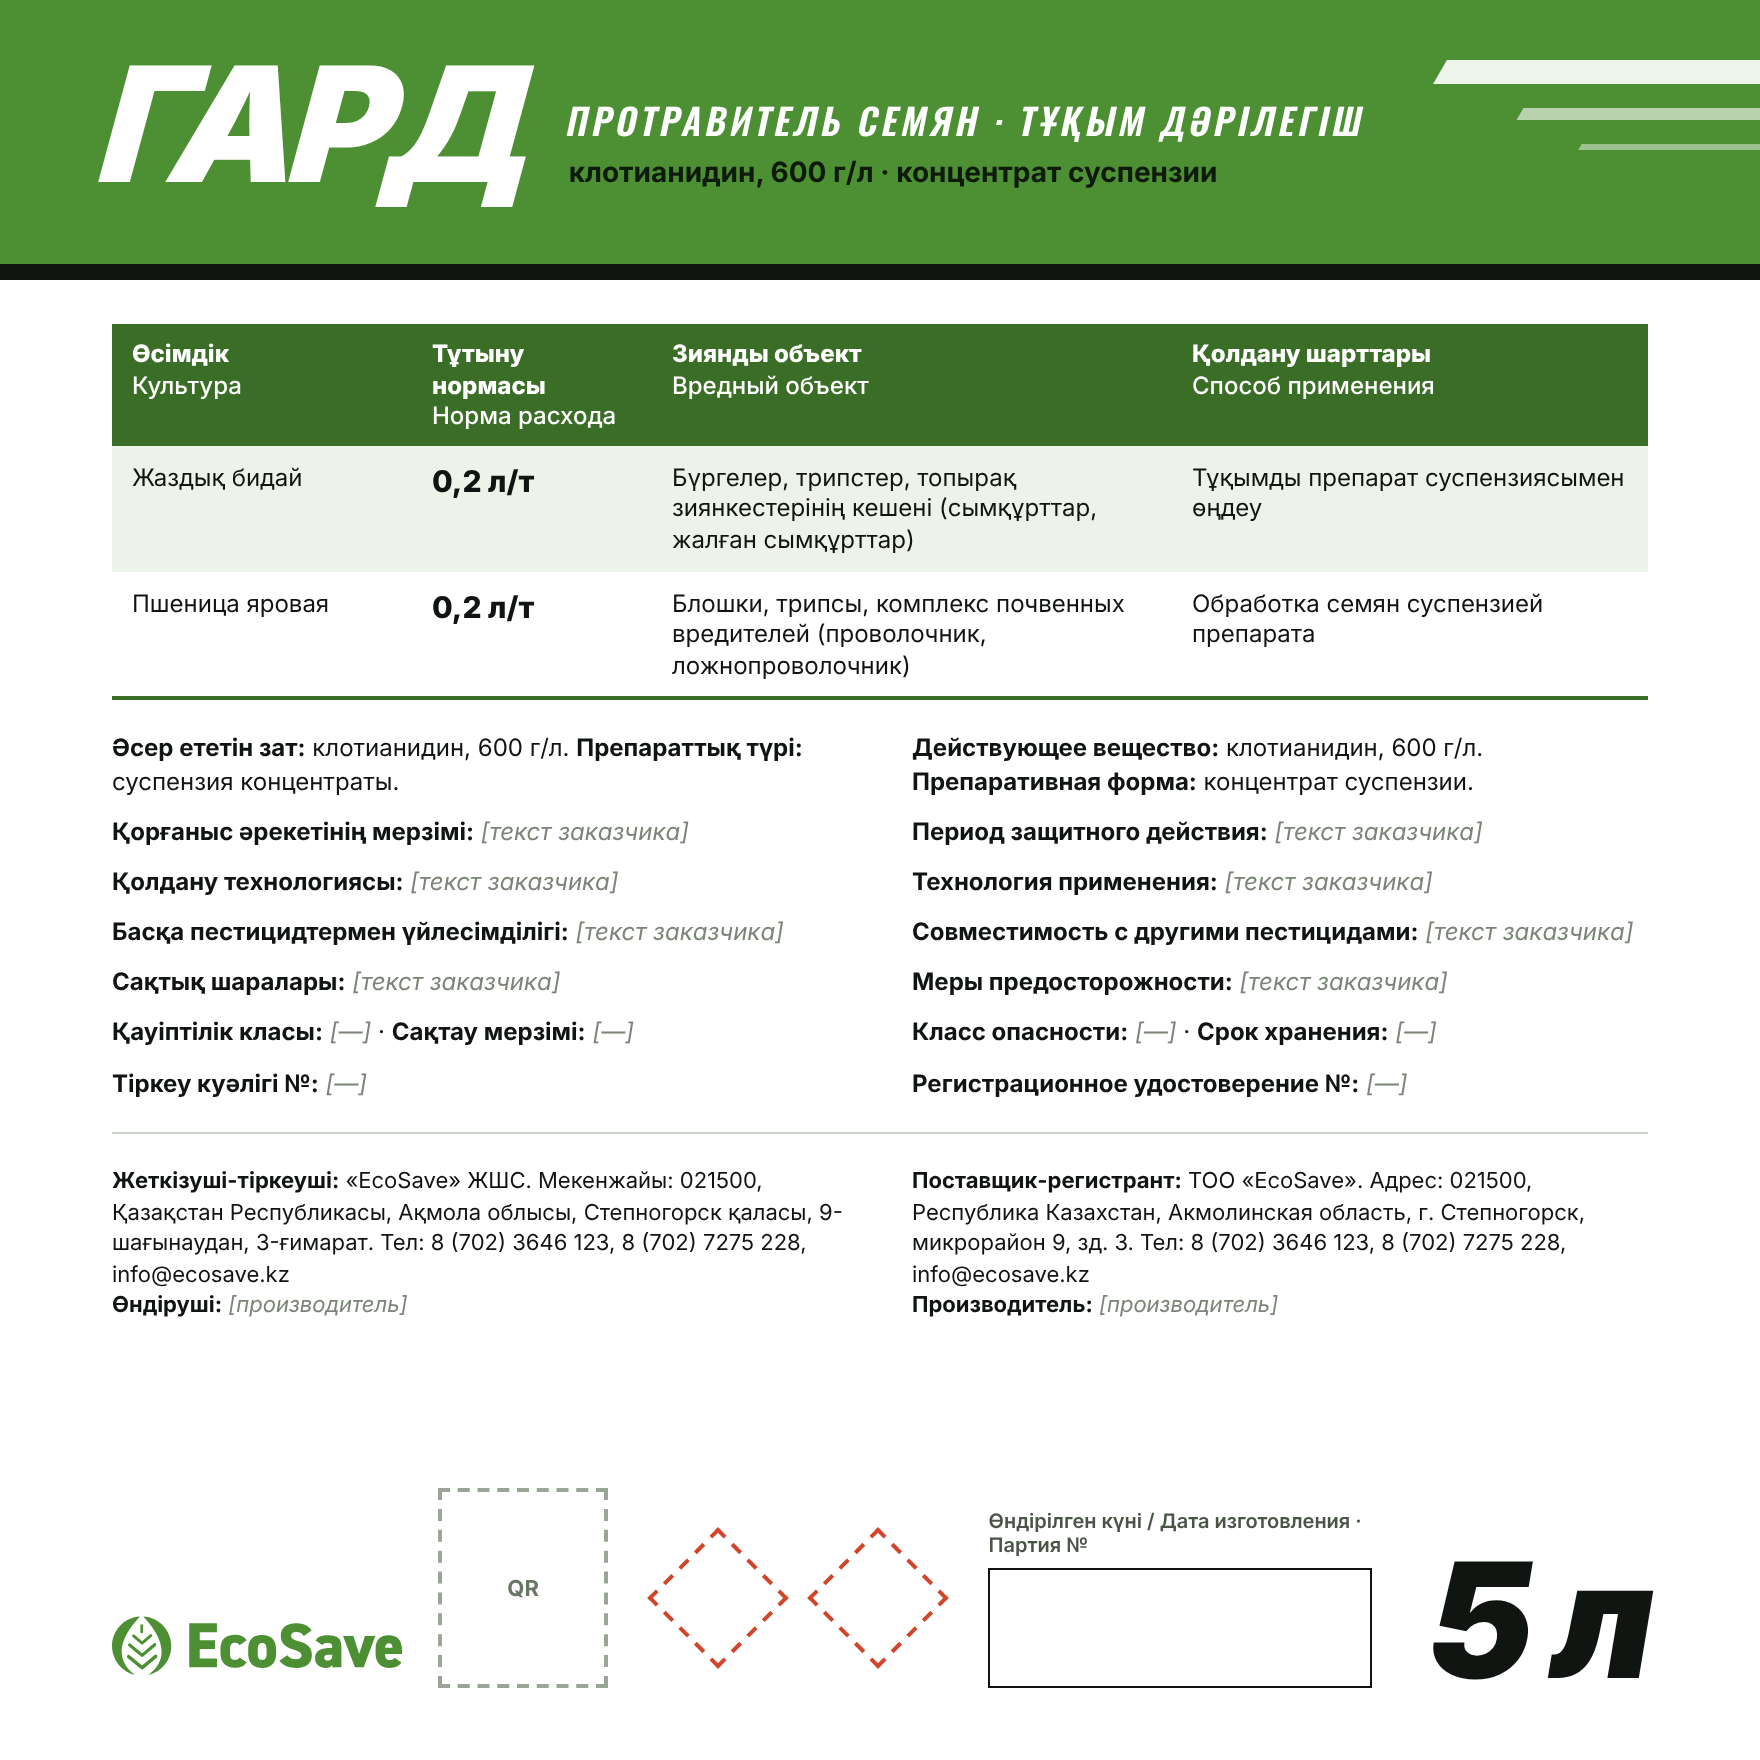 ГАРД
ПРОТРАВИТЕЛЬ СЕМЯН · ТҰҚЫМ ДӘРІЛЕГІШ
клотианидин, 600 г/л · концентрат суспензии
Өсімдік
Культура
Тұтыну
нормасы
Норма расхода
Зиянды объект
Вредный объект
Қолдану шарттары
Способ применения
Жаздық бидай
0,2 л/т
Бүргелер, трипстер, топырақ
зиянкестерінің кешені (сымқұрттар,
жалған сымқұрттар)
Тұқымды препарат суспензиясымен
өңдеу
Пшеница яровая
0,2 л/т
Блошки, трипсы, комплекс почвенных
вредителей (проволочник,
ложнопроволочник)
Обработка семян суспензией
препарата
Әсер ететін зат: клотианидин, 600 г/л. Препараттық түрі:
суспензия концентраты.
Қорғаныс әрекетінің мерзімі: [текст заказчика]
Қолдану технологиясы: [текст заказчика]
Басқа пестицидтермен үйлесімділігі: [текст заказчика]
Сақтық шаралары: [текст заказчика]
Қауіптілік класы: [—] · Сақтау мерзімі: [—]
Тіркеу куәлігі №: [—]
Действующее вещество: клотианидин, 600 г/л.
Препаративная форма: концентрат суспензии.
Период защитного действия: [текст заказчика]
Технология применения: [текст заказчика]
Совместимость с другими пестицидами: [текст заказчика]
Меры предосторожности: [текст заказчика]
Класс опасности: [—] · Срок хранения: [—]
Регистрационное удостоверение №: [—]
Жеткізуші-тіркеуші: «EcoSave» ЖШС. Мекенжайы: 021500,
Қазақстан Республикасы, Ақмола облысы, Степногорск қаласы, 9-
шағынаудан, 3-ғимарат. Тел: 8 (702) 3646 123, 8 (702) 7275 228,
info@ecosave.kz
Өндіруші: [производитель]
Поставщик-регистрант: ТОО «EcoSave». Адрес: 021500,
Республика Казахстан, Акмолинская область, г. Степногорск,
микрорайон 9, зд. 3. Тел: 8 (702) 3646 123, 8 (702) 7275 228,
info@ecosave.kz
Производитель: [производитель]
EcoSave
QR
Өндірілген күні / Дата изготовления ·
Партия №
5 л